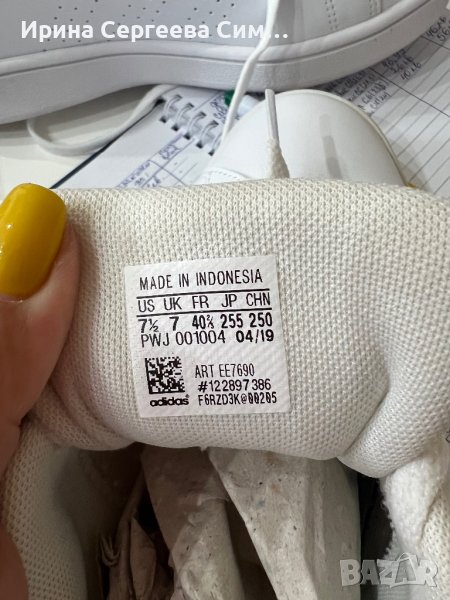 Ирина Сергеева Сим...
MADE IN INDONESIA
US UK FR JP CHN
7½ 7 40⅔ 255 250
PWJ 001004 04/19
ART EE7690
#122897386
adidas F6RZD3K@00205
BAZAR